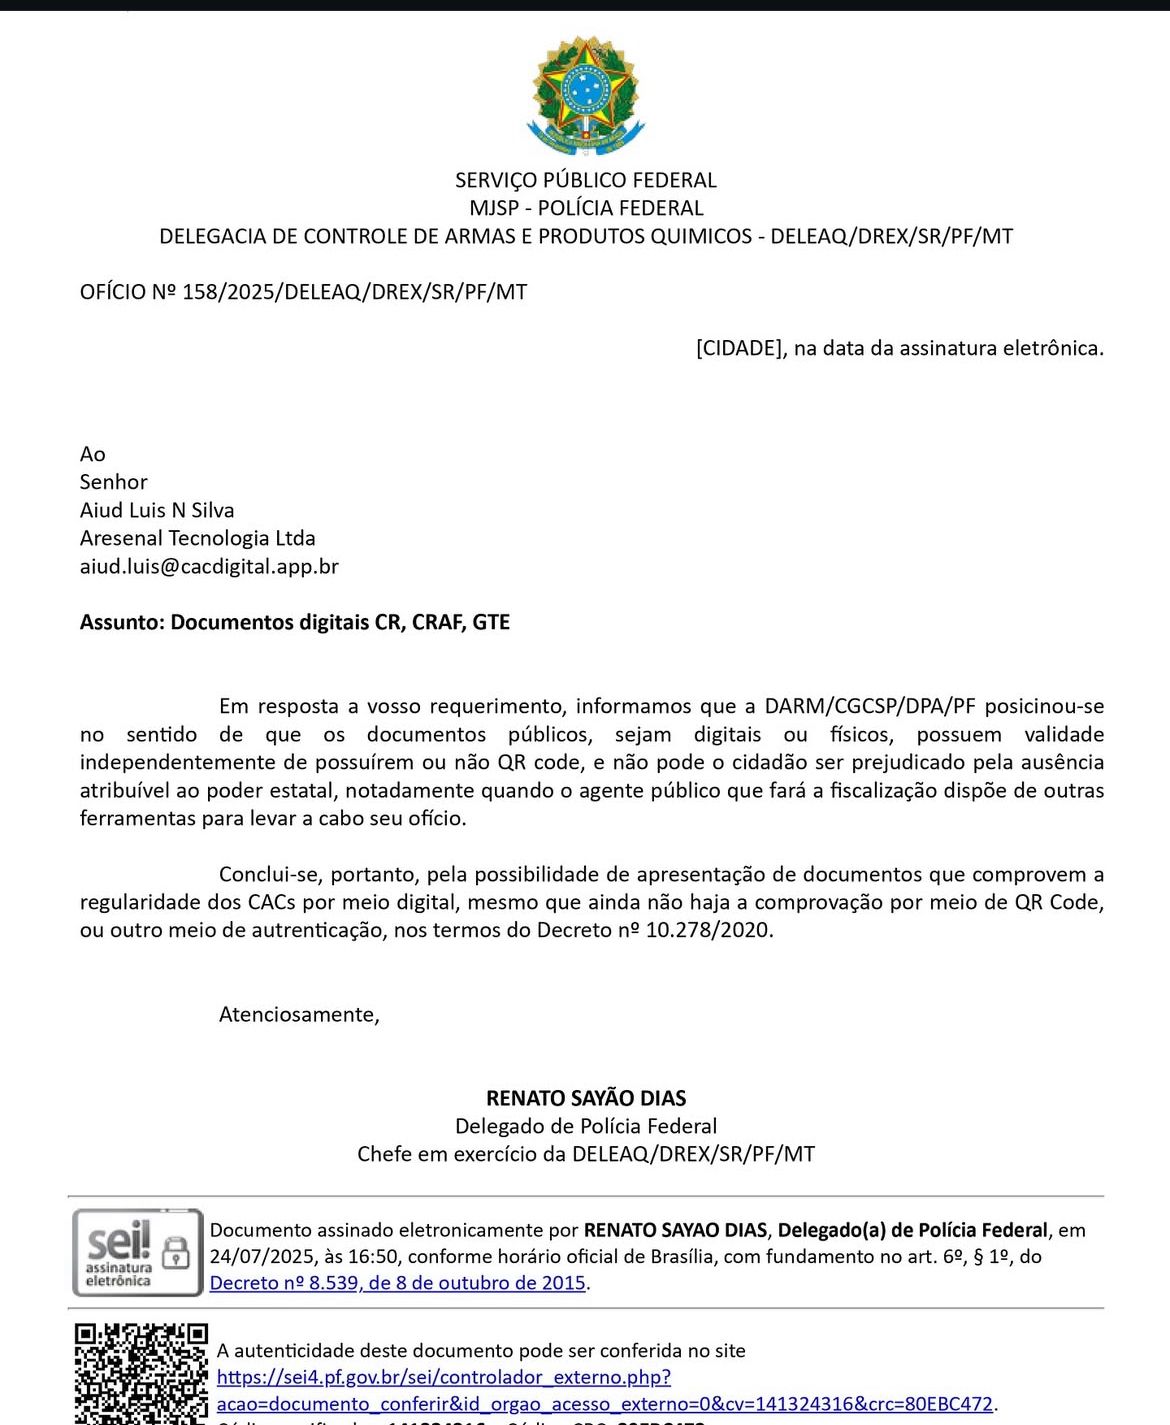 SERVIÇO PÚBLICO FEDERAL
MJSP - POLÍCIA FEDERAL
DELEGACIA DE CONTROLE DE ARMAS E PRODUTOS QUIMICOS - DELEAQ/DREX/SR/PF/MT
OFÍCIO Nº 158/2025/DELEAQ/DREX/SR/PF/MT
[CIDADE], na data da assinatura eletrônica.
Ao
Senhor
Aiud Luis N Silva
Aresenal Tecnologia Ltda
aiud.luis@cacdigital.app.br
Assunto: Documentos digitais CR, CRAF, GTE
Em resposta a vosso requerimento, informamos que a DARM/CGCSP/DPA/PF posicinou-se
no sentido de que os documentos públicos, sejam digitais ou físicos, possuem validade
independentemente de possuírem ou não QR code, e não pode o cidadão ser prejudicado pela ausência
atribuível ao poder estatal, notadamente quando o agente público que fará a fiscalização dispõe de outras
ferramentas para levar a cabo seu ofício.
Conclui-se, portanto, pela possibilidade de apresentação de documentos que comprovem a
regularidade dos CACs por meio digital, mesmo que ainda não haja a comprovação por meio de QR Code,
ou outro meio de autrenticação, nos termos do Decreto nº 10.278/2020.
Atenciosamente,
RENATO SAYÃO DIAS
Delegado de Polícia Federal
Chefe em exercício da DELEAQ/DREX/SR/PF/MT
sei!
assinatura
eletrônica
Documento assinado eletronicamente por RENATO SAYAO DIAS, Delegado(a) de Polícia Federal, em
24/07/2025, às 16:50, conforme horário oficial de Brasília, com fundamento no art. 6º, § 1º, do
Decreto nº 8.539, de 8 de outubro de 2015.
A autenticidade deste documento pode ser conferida no site
https://sei4.pf.gov.br/sei/controlador_externo.php?
acao=documento_conferir&id_orgao_acesso_externo=0&cv=141324316&crc=80EBC472.